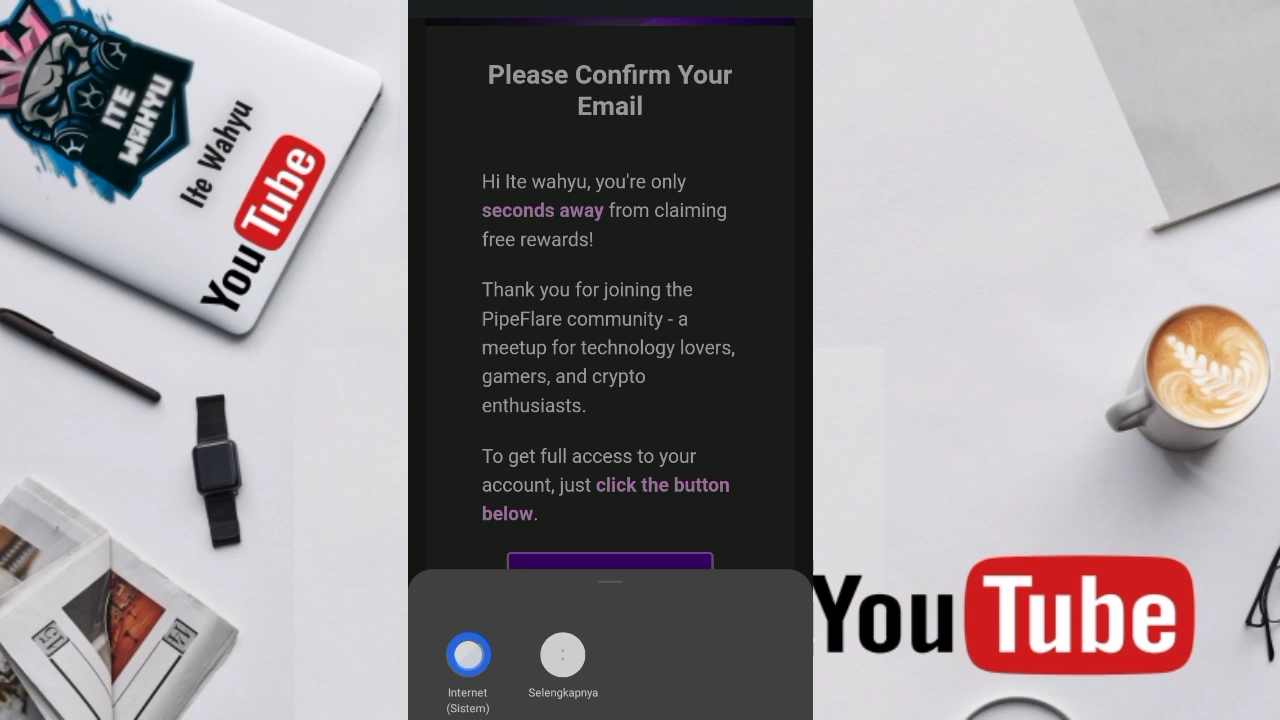 ITE
WAHYU
Ite Wahyu
YouTube
Please Confirm Your
Email
Hi Ite wahyu, you're only
seconds away from claiming
free rewards!
Thank you for joining the
PipeFlare community - a
meetup for technology lovers,
gamers, and crypto
enthusiasts.
To get full access to your
account, just click the button
below.
Internet
(Sistem)
Selengkapnya
YouTube